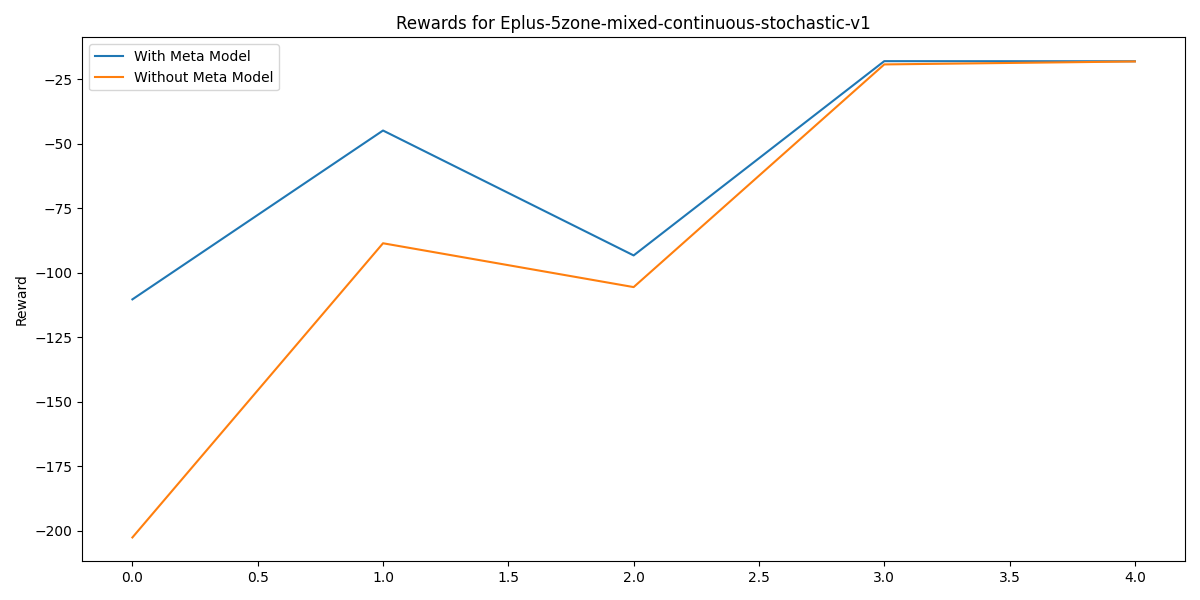 Rewards for Eplus-5zone-mixed-continuous-stochastic-v1
With Meta Model
Without Meta Model
Reward
−25
−50
−75
−100
−125
−150
−175
−200
0.0 0.5 1.0 1.5 2.0 2.5 3.0 3.5 4.0